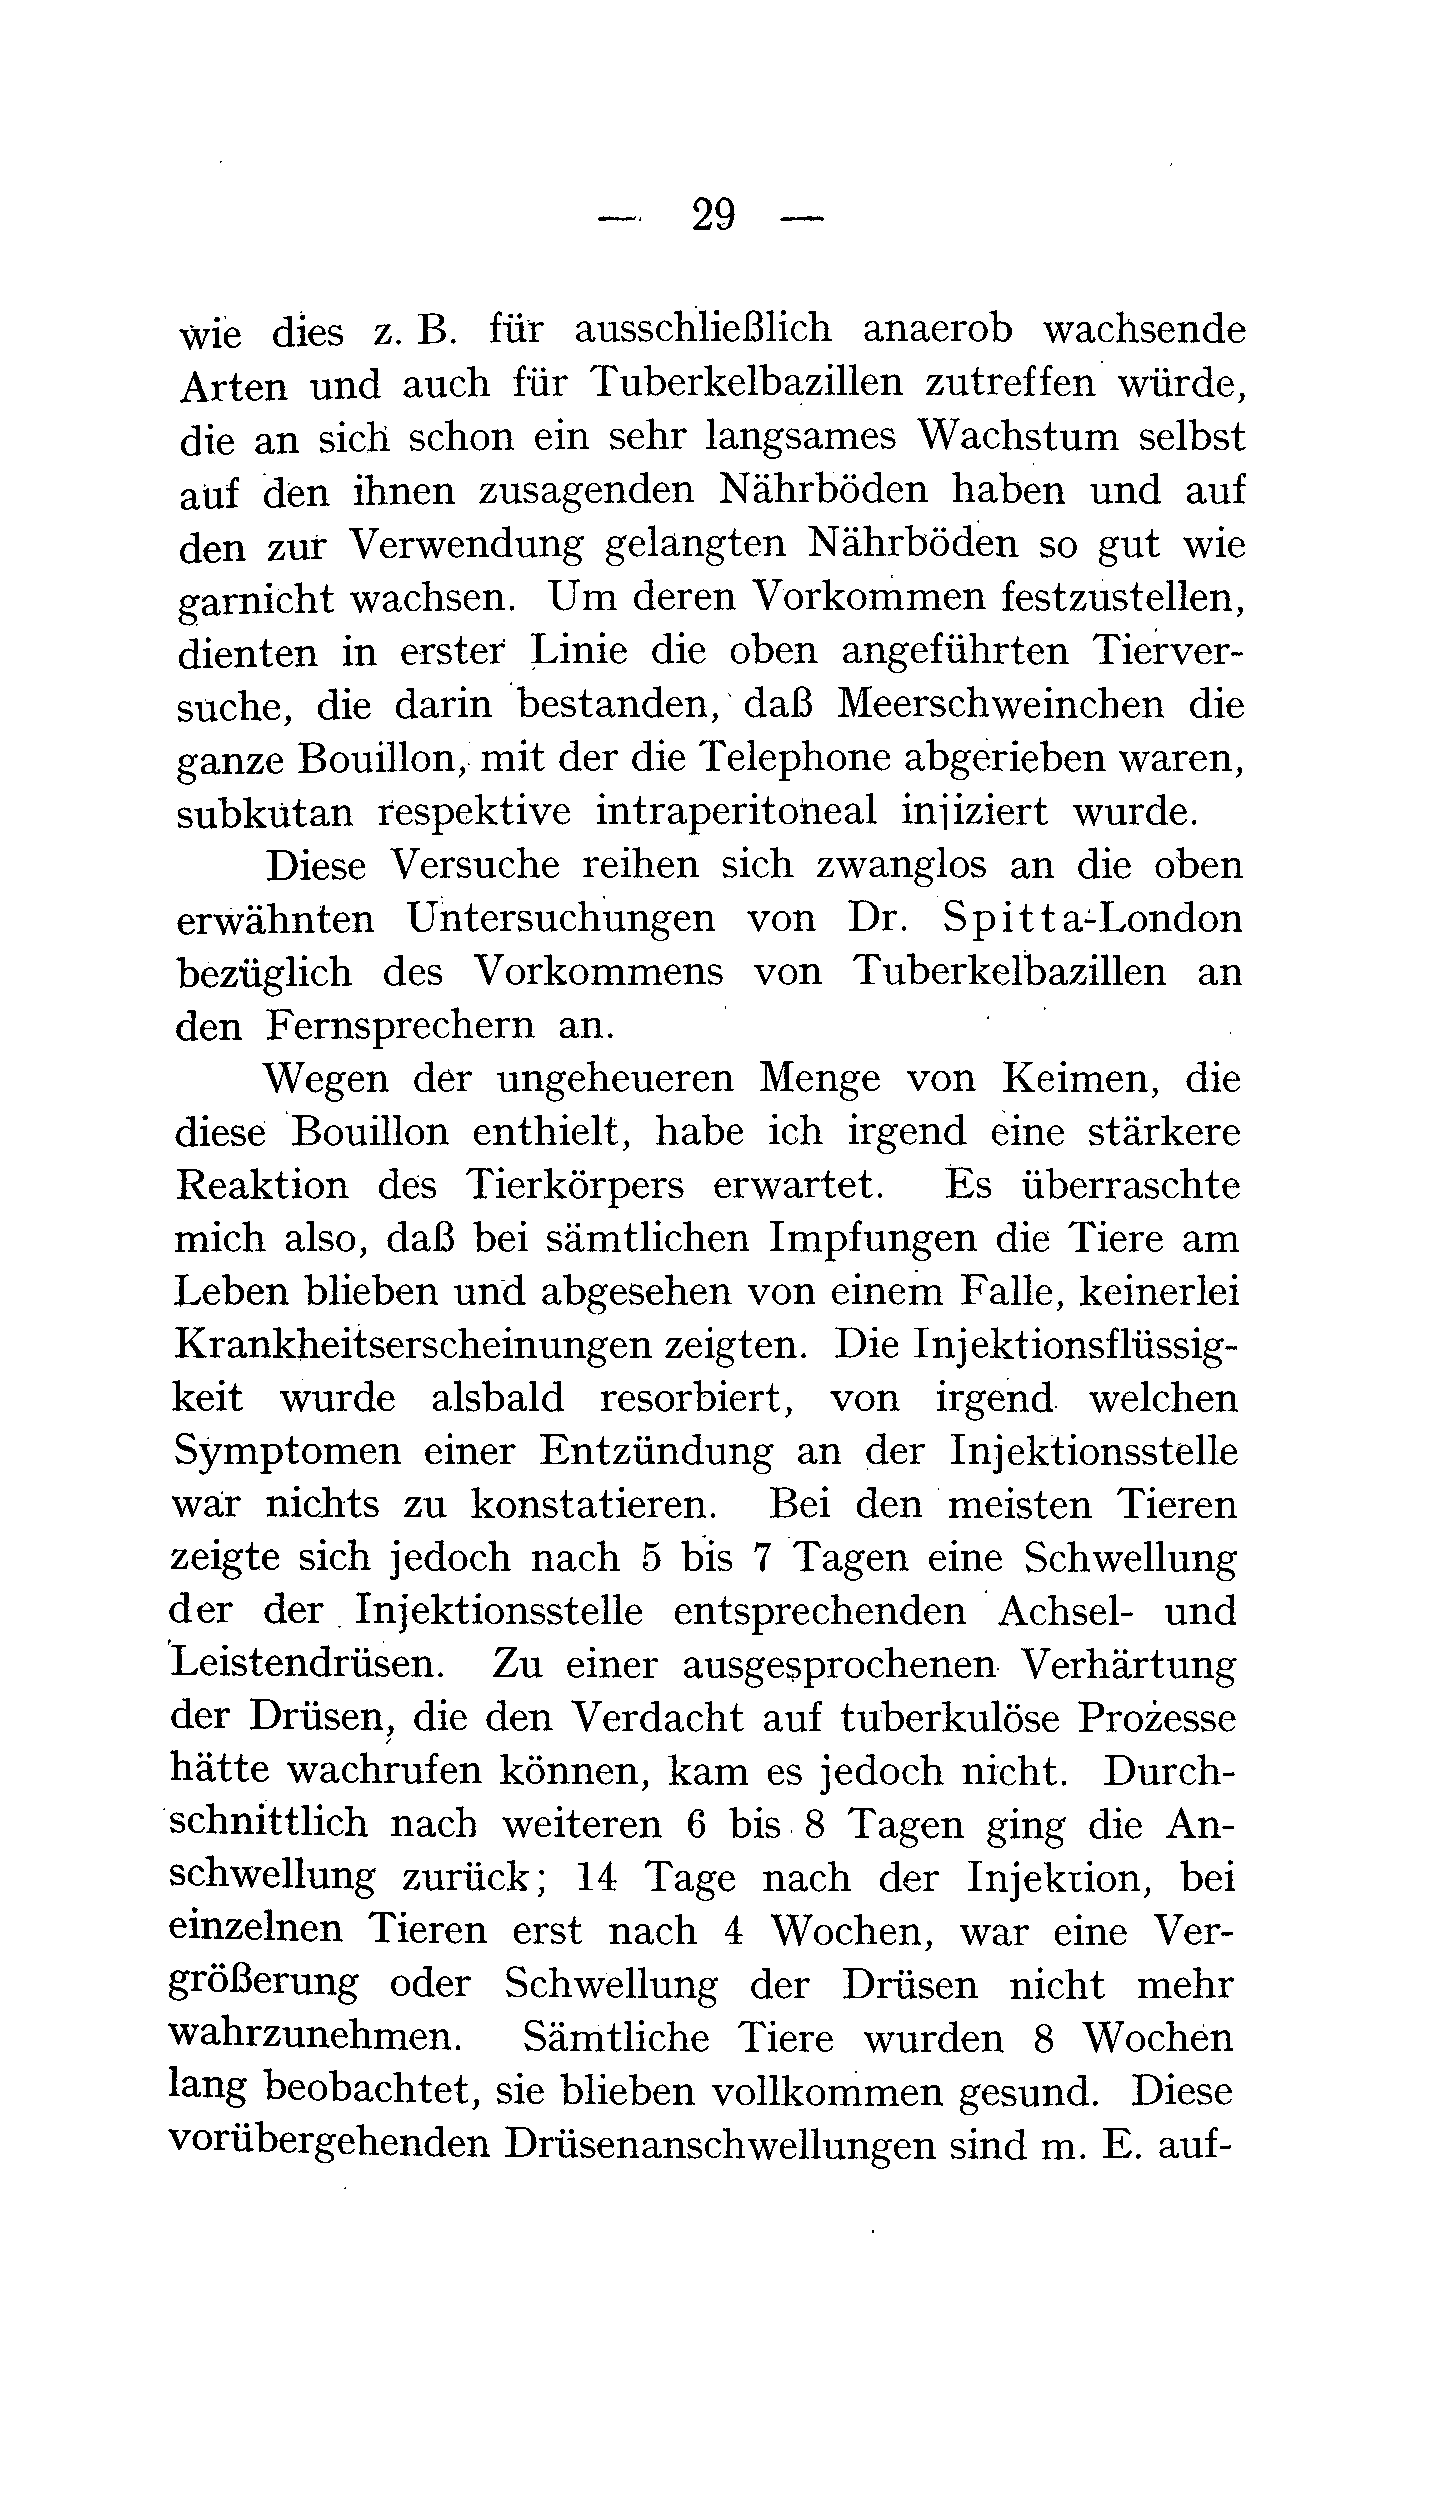 — 29 —
wie dies z. B. für ausschließlich anaerob wachsende
Arten und auch für Tuberkelbazillen zutreffen würde,
die an sich schon ein sehr langsames Wachstum selbst
auf den ihnen zusagenden Nährböden haben und auf
den zur Verwendung gelangten Nährböden so gut wie
garnicht wachsen. Um deren Vorkommen festzustellen,
dienten in erster Linie die oben angeführten Tierver-
suche, die darin bestanden, daß Meerschweinchen die
ganze Bouillon, mit der die Telephone abgerieben waren,
subkutan respektive intraperitoneal injiziert wurde.
Diese Versuche reihen sich zwanglos an die oben
erwähnten Untersuchungen von Dr. Spitta-London
bezüglich des Vorkommens von Tuberkelbazillen an
den Fernsprechern an.
Wegen der ungeheueren Menge von Keimen, die
diese Bouillon enthielt, habe ich irgend eine stärkere
Reaktion des Tierkörpers erwartet. Es überraschte
mich also, daß bei sämtlichen Impfungen die Tiere am
Leben blieben und abgesehen von einem Falle, keinerlei
Krankheitserscheinungen zeigten. Die Injektionsflüssig-
keit wurde alsbald resorbiert, von irgend welchen
Symptomen einer Entzündung an der Injektionsstelle
war nichts zu konstatieren. Bei den meisten Tieren
zeigte sich jedoch nach 5 bis 7 Tagen eine Schwellung
der der Injektionsstelle entsprechenden Achsel- und
Leistendrüsen. Zu einer ausgesprochenen Verhärtung
der Drüsen, die den Verdacht auf tuberkulöse Prozesse
hätte wachrufen können, kam es jedoch nicht. Durch-
schnittlich nach weiteren 6 bis 8 Tagen ging die An-
schwellung zurück; 14 Tage nach der Injektion, bei
einzelnen Tieren erst nach 4 Wochen, war eine Ver-
größerung oder Schwellung der Drüsen nicht mehr
wahrzunehmen. Sämtliche Tiere wurden 8 Wochen
lang beobachtet, sie blieben vollkommen gesund. Diese
vorübergehenden Drüsenanschwellungen sind m. E. auf-